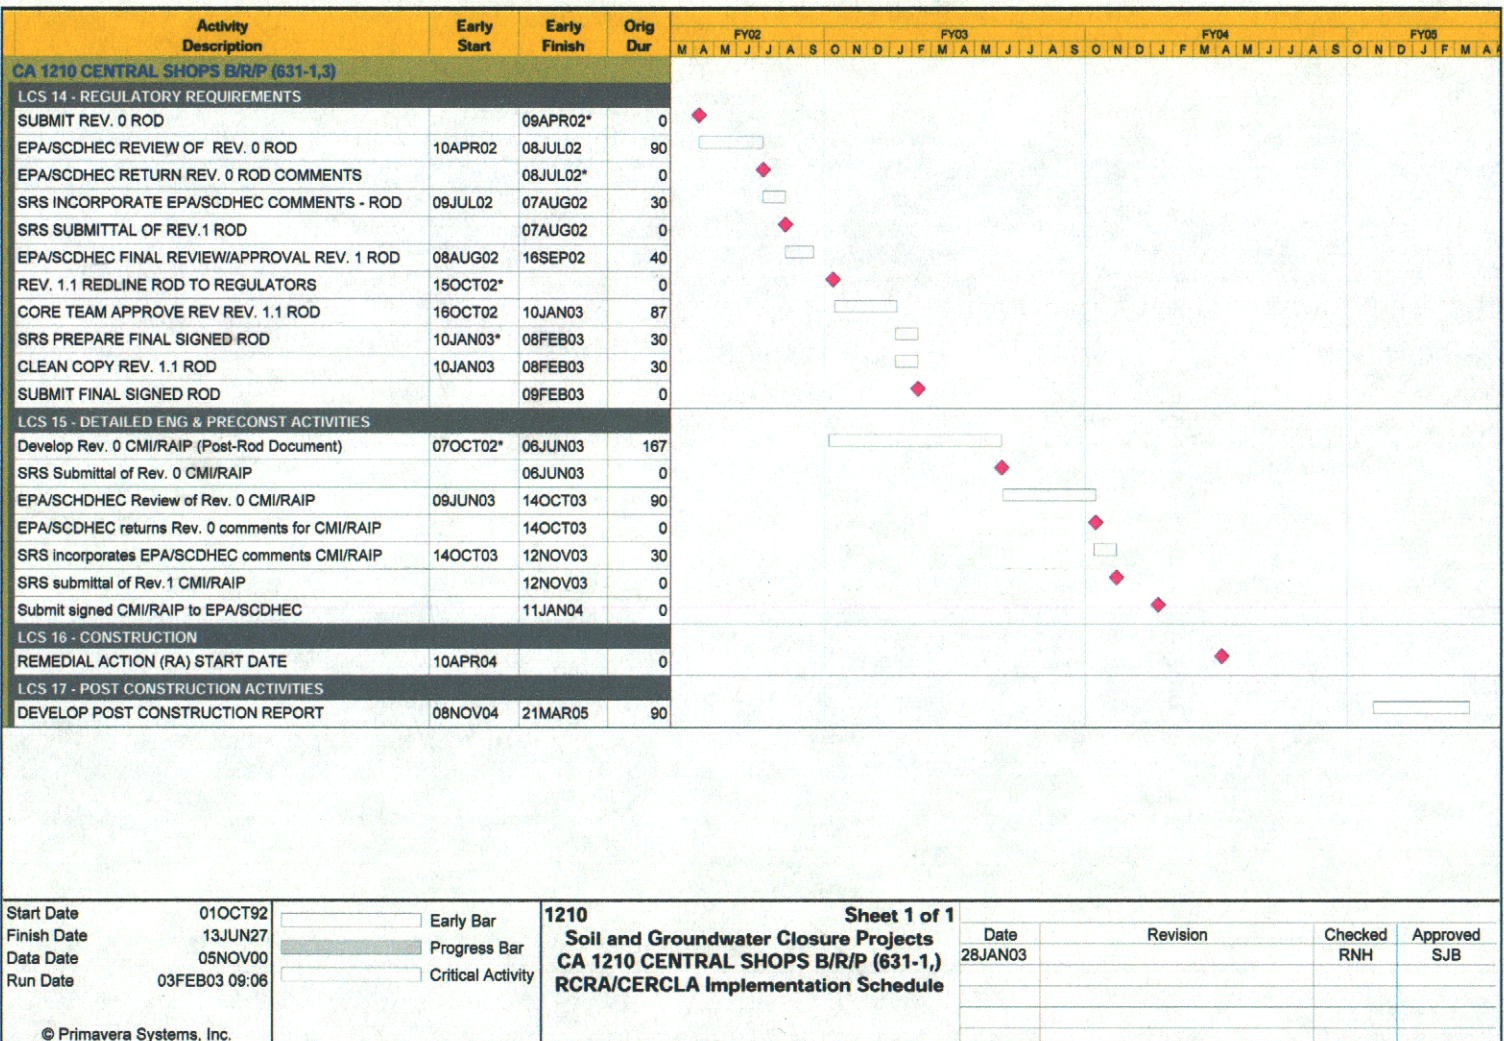 Activity Description Early Start Early Finish Orig Dur
FY02 FY03 FY04 FY05
M A M J J A S O N D J F M A M J J A S O N D J F M A M J J A S O N D J F M A
CA 1210 CENTRAL SHOPS B/R/P (631-1,3)
LCS 14 - REGULATORY REQUIREMENTS
SUBMIT REV. 0 ROD 09APR02* 0
EPA/SCDHEC REVIEW OF REV. 0 ROD 10APR02 08JUL02 90
EPA/SCDHEC RETURN REV. 0 ROD COMMENTS 08JUL02* 0
SRS INCORPORATE EPA/SCDHEC COMMENTS - ROD 09JUL02 07AUG02 30
SRS SUBMITTAL OF REV.1 ROD 07AUG02 0
EPA/SCDHEC FINAL REVIEW/APPROVAL REV. 1 ROD 08AUG02 16SEP02 40
REV. 1.1 REDLINE ROD TO REGULATORS 15OCT02* 0
CORE TEAM APPROVE REV REV. 1.1 ROD 16OCT02 10JAN03 87
SRS PREPARE FINAL SIGNED ROD 10JAN03* 08FEB03 30
CLEAN COPY REV. 1.1 ROD 10JAN03 08FEB03 30
SUBMIT FINAL SIGNED ROD 09FEB03 0
LCS 15 - DETAILED ENG & PRECONST ACTIVITIES
Develop Rev. 0 CMI/RAIP (Post-Rod Document) 07OCT02* 06JUN03 167
SRS Submittal of Rev. 0 CMI/RAIP 06JUN03 0
EPA/SCHDHEC Review of Rev. 0 CMI/RAIP 09JUN03 14OCT03 90
EPA/SCDHEC returns Rev. 0 comments for CMI/RAIP 14OCT03 0
SRS incorporates EPA/SCDHEC comments CMI/RAIP 14OCT03 12NOV03 30
SRS submittal of Rev.1 CMI/RAIP 12NOV03 0
Submit signed CMI/RAIP to EPA/SCDHEC 11JAN04 0
LCS 16 - CONSTRUCTION
REMEDIAL ACTION (RA) START DATE 10APR04 0
LCS 17 - POST CONSTRUCTION ACTIVITIES
DEVELOP POST CONSTRUCTION REPORT 08NOV04 21MAR05 90
Start Date 01OCT92
Finish Date 13JUN27
Data Date 05NOV00
Run Date 03FEB03 09:06
© Primavera Systems, Inc.
Early Bar
Progress Bar
Critical Activity
1210 Sheet 1 of 1
Soil and Groundwater Closure Projects
CA 1210 CENTRAL SHOPS B/R/P (631-1,)
RCRA/CERCLA Implementation Schedule
Date Revision Checked Approved
28JAN03 RNH SJB